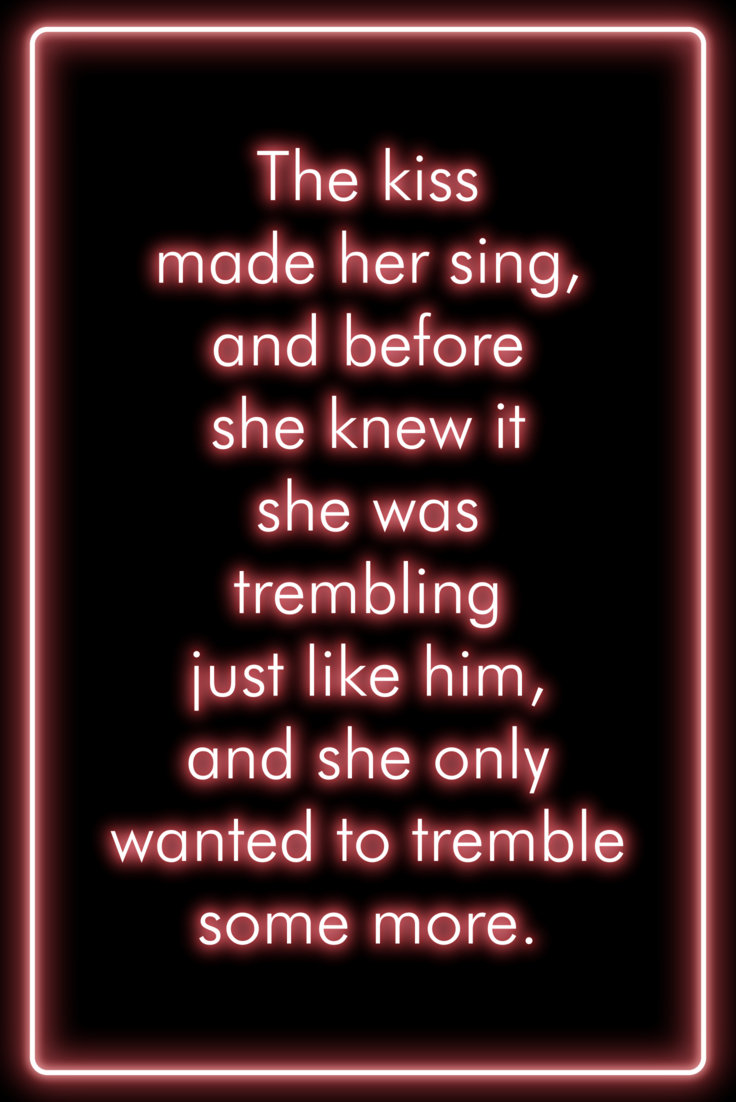 The kiss
made her sing,
and before
she knew it
she was
trembling
just like him,
and she only
wanted to tremble
some more.